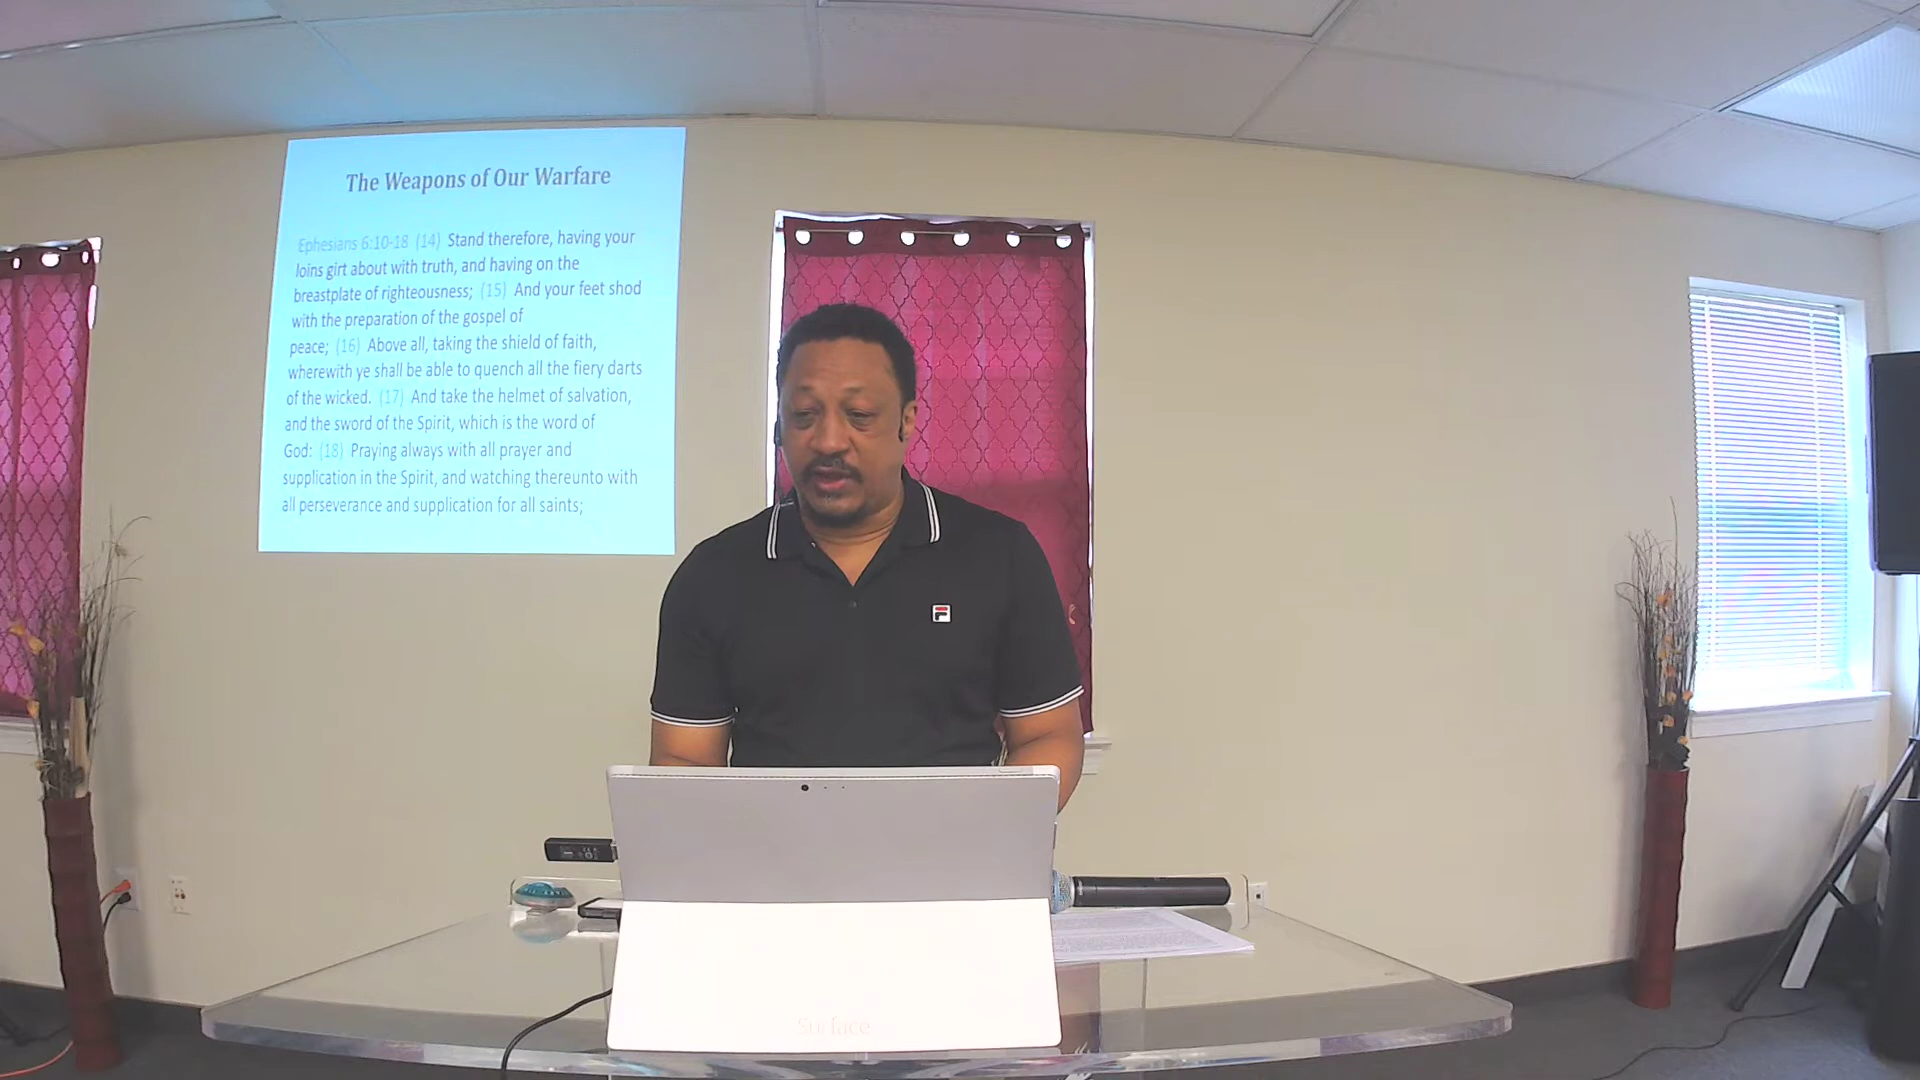 The Weapons of Our Warfare
Ephesians 6:10-18 (14) Stand therefore, having your
loins girt about with truth, and having on the
breastplate of righteousness; (15) And your feet shod
with the preparation of the gospel of
peace; (16) Above all, taking the shield of faith,
wherewith ye shall be able to quench all the fiery darts
of the wicked. (17) And take the helmet of salvation,
and the sword of the Spirit, which is the word of
God: (18) Praying always with all prayer and
supplication in the Spirit, and watching thereunto with
all perseverance and supplication for all saints;
F
Surface